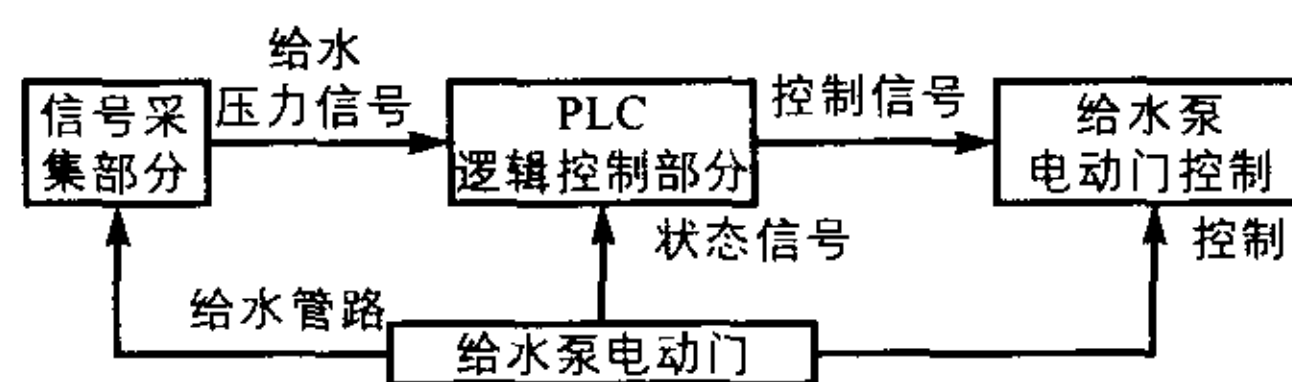 给水
压力信号
信号采
集部分
PLC
逻辑控制部分
控制信号
给水泵
电动门控制
状态信号
控制
给水管路
给水泵电动门